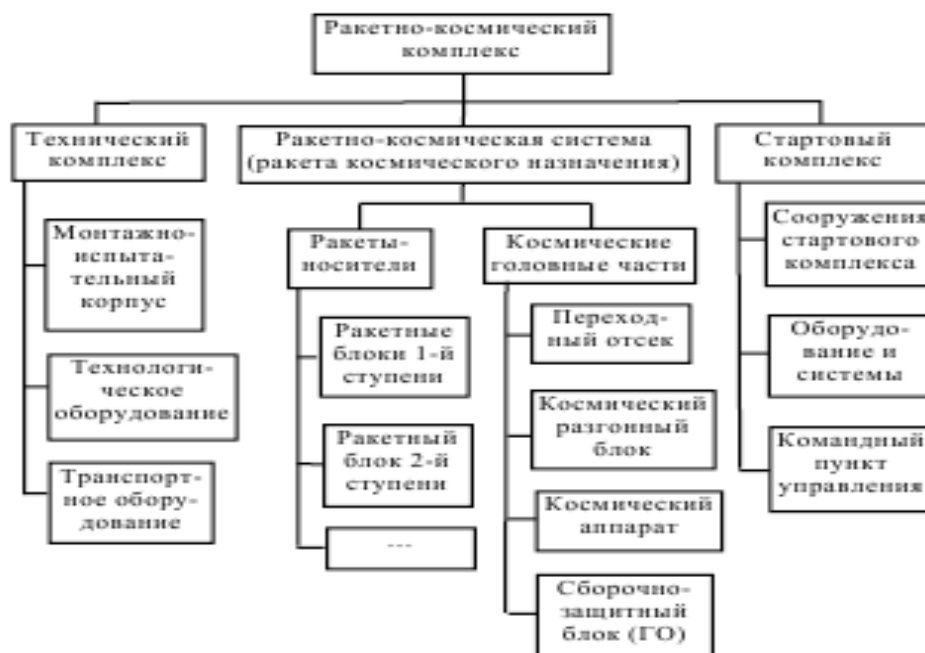 Ракетно-космический
комплекс
Технический
комплекс
Ракетно-космическая система
(ракета космического назначения)
Стартовый
комплекс
Монтажно-
испыта-
тельный
корпус
Технологи-
ческое
оборудование
Транспорт-
ное обору-
дование
Ракеты-
носители
Ракетные
блоки 1-й
ступени
Ракетный
блок 2-й
ступени
---
Космические
головные части
Переход-
ный отсек
Космический
разгонный
блок
Космический
аппарат
Сборочно-
защитный
блок (ГО)
Сооружения
стартового
комплекса
Оборудо-
вание и
системы
Командный
пункт
управления